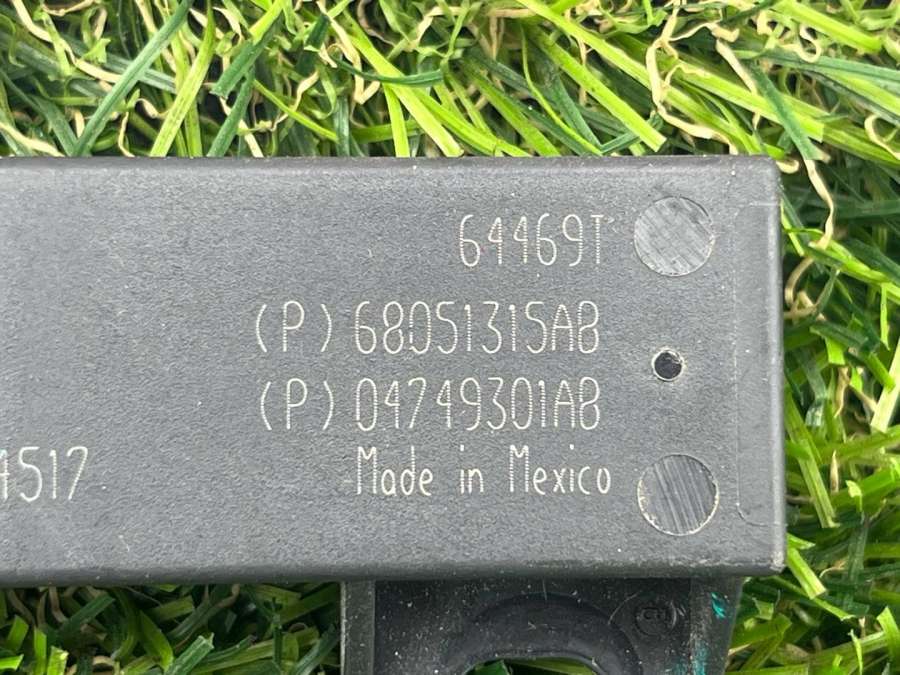 64469T
(P) 68051315AB
(P) 04749301AB
4517
Made in Mexico